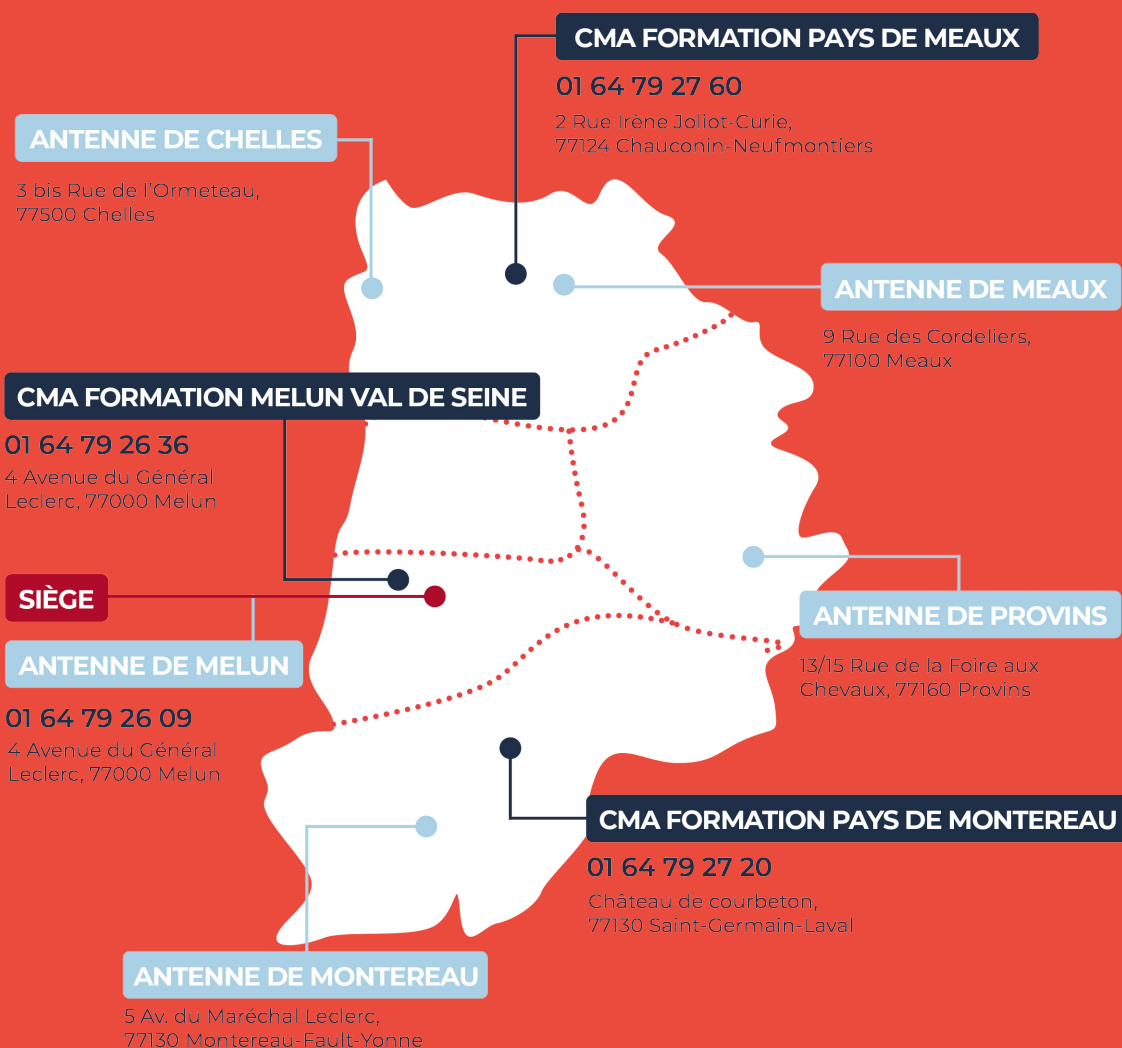 CMA FORMATION PAYS DE MEAUX
01 64 79 27 60
2 Rue Irène Joliot-Curie,
77124 Chauconin-Neufmontiers
ANTENNE DE CHELLES
3 bis Rue de l'Ormeteau,
77500 Chelles
ANTENNE DE MEAUX
9 Rue des Cordeliers,
77100 Meaux
CMA FORMATION MELUN VAL DE SEINE
01 64 79 26 36
4 Avenue du Général
Leclerc, 77000 Melun
SIÈGE
ANTENNE DE MELUN
01 64 79 26 09
4 Avenue du Général
Leclerc, 77000 Melun
ANTENNE DE PROVINS
13/15 Rue de la Foire aux
Chevaux, 77160 Provins
CMA FORMATION PAYS DE MONTEREAU
01 64 79 27 20
Château de courbeton,
77130 Saint-Germain-Laval
ANTENNE DE MONTEREAU
5 Av. du Maréchal Leclerc,
77130 Montereau-Fault-Yonne